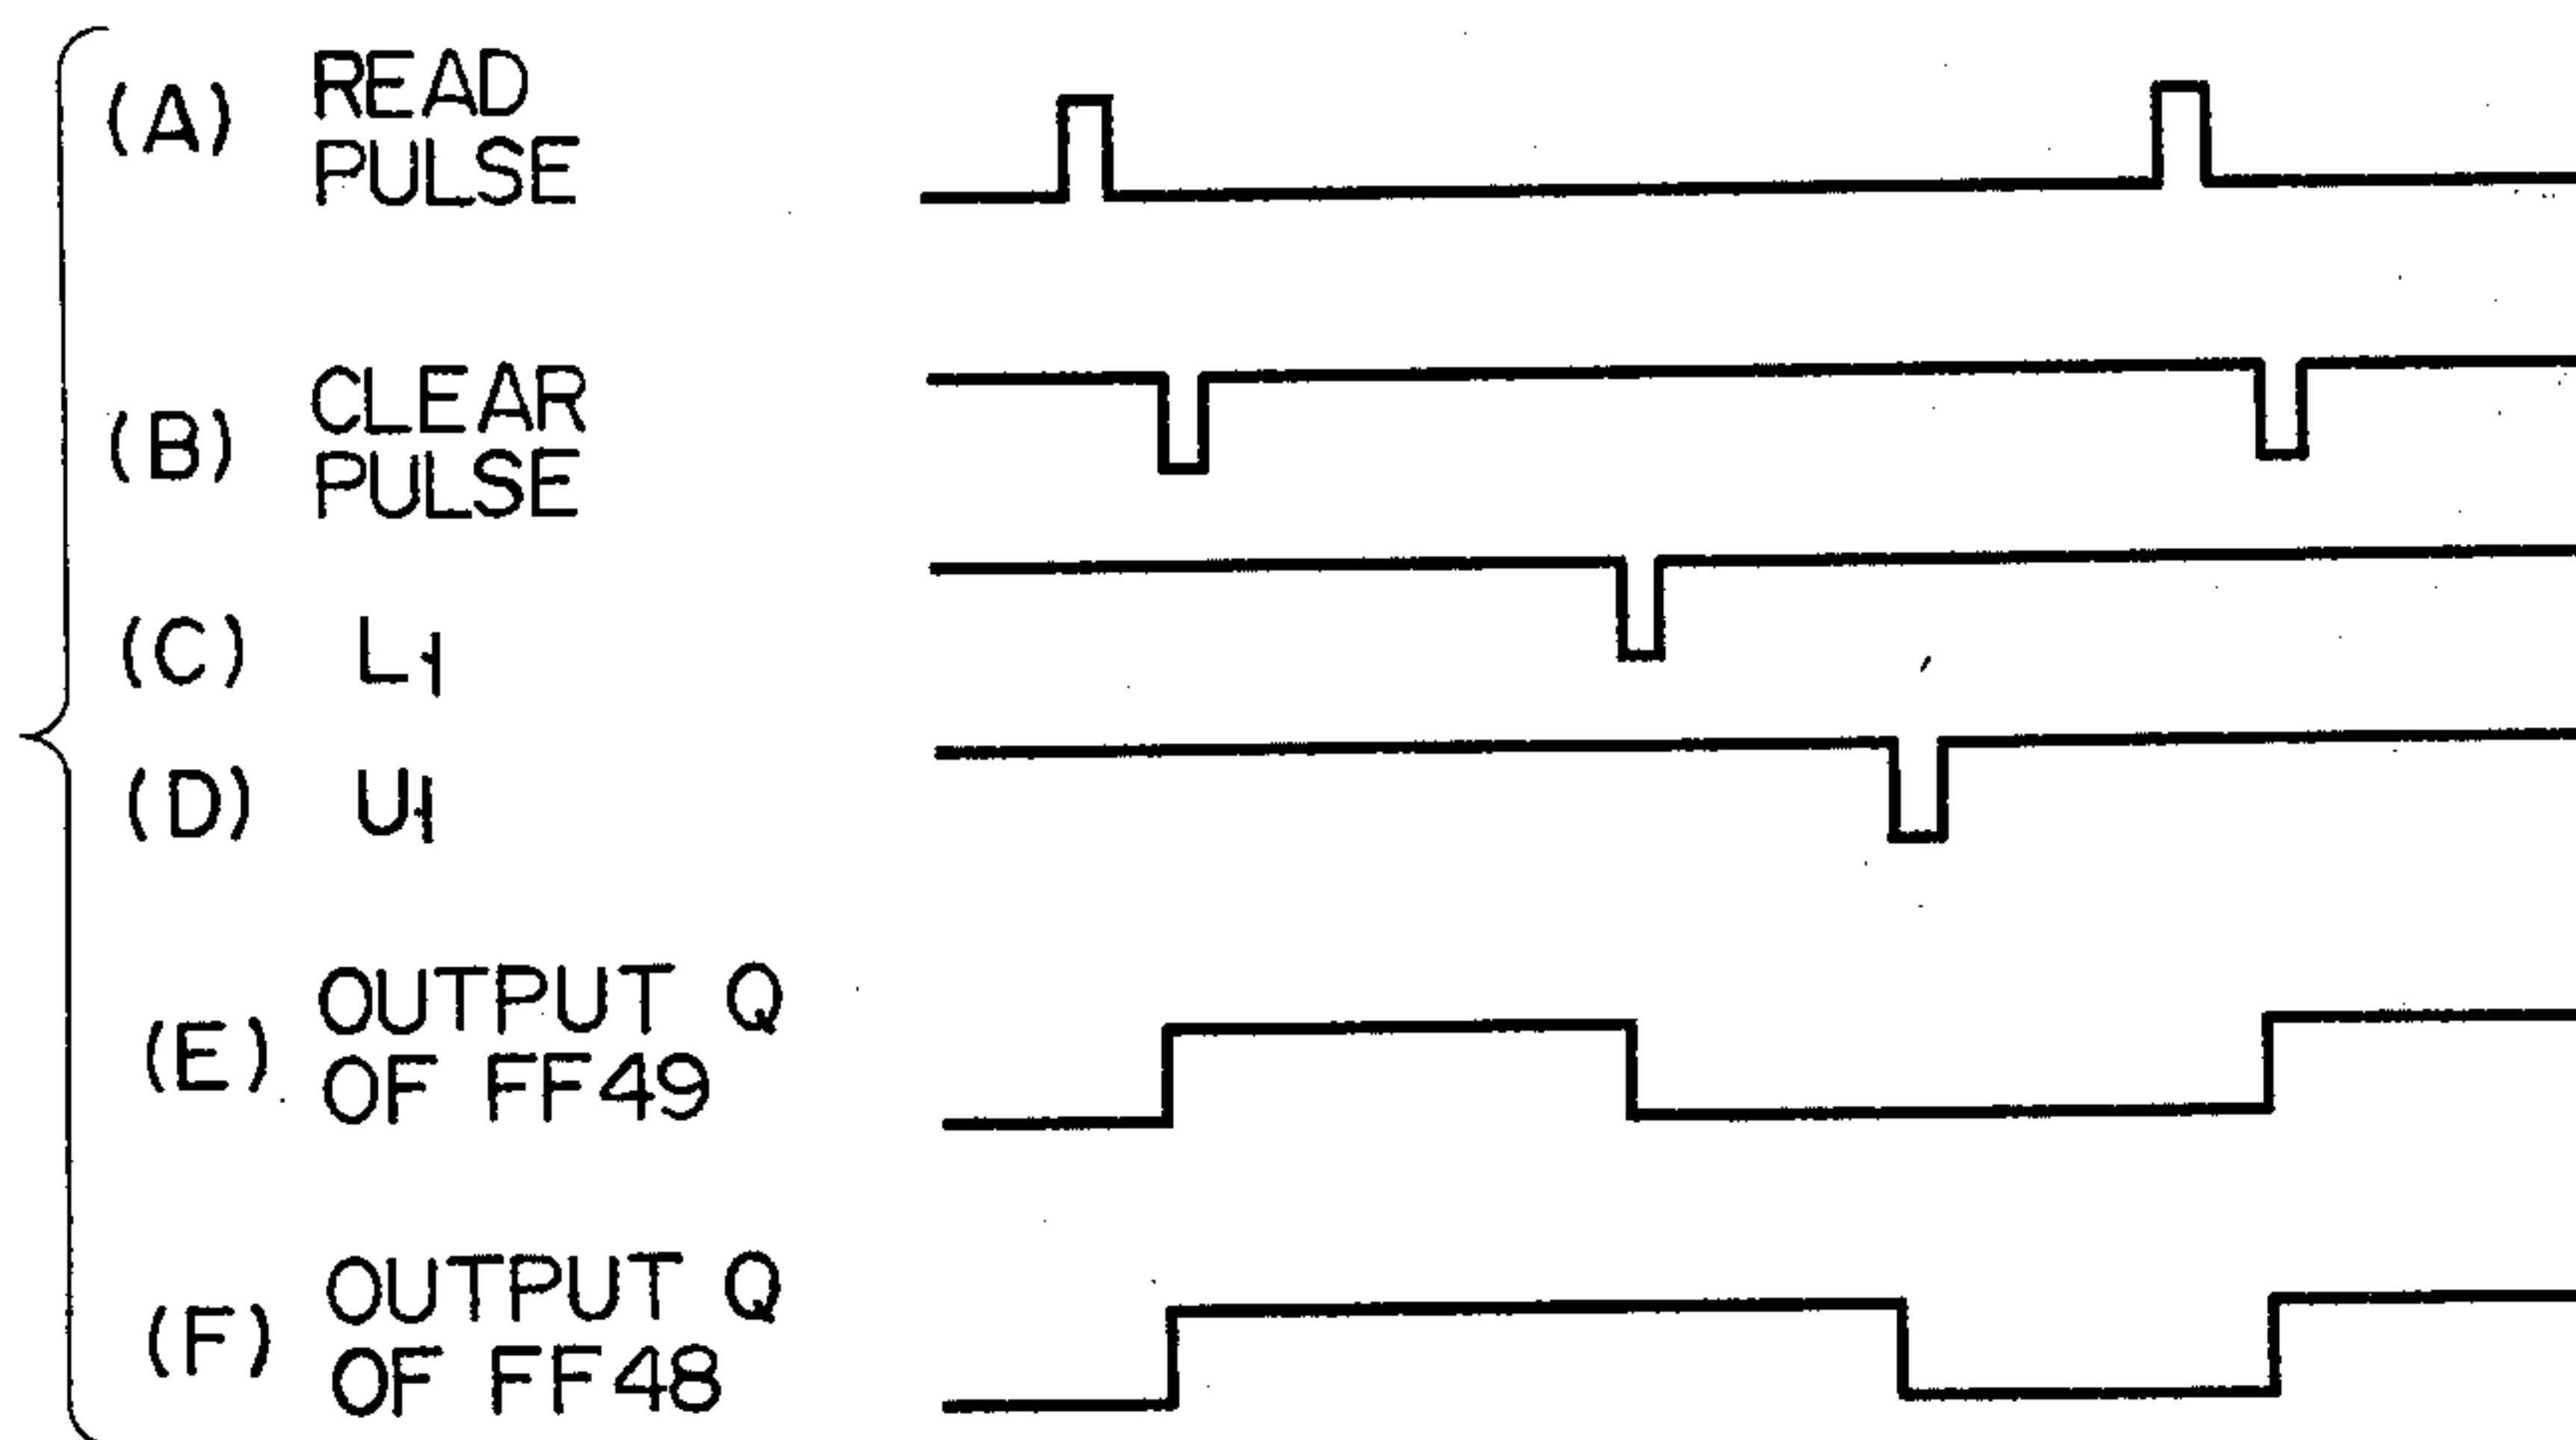 (A) READ
PULSE
(B) CLEAR
PULSE
(C) L1
(D) U1
(E) OUTPUT Q
OF FF49
(F) OUTPUT Q
OF FF48